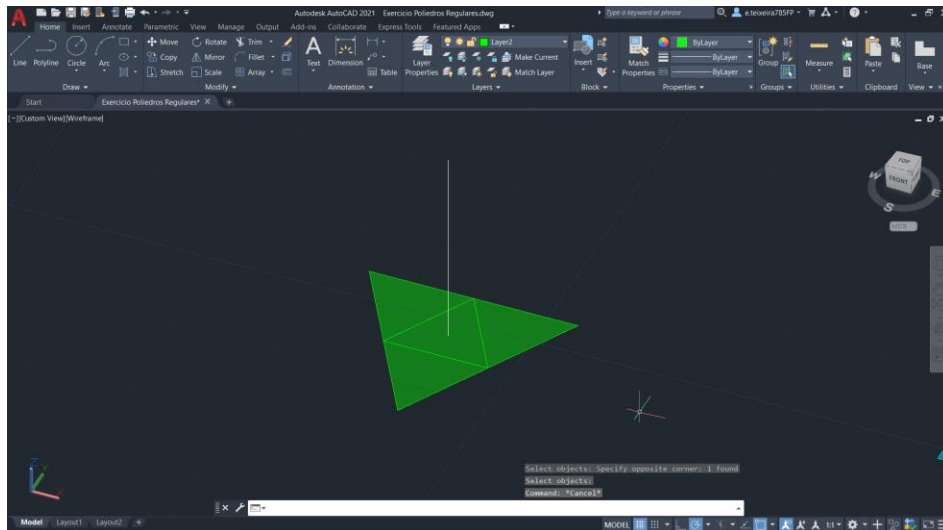 Autodesk AutoCAD 2021 Exercicio Poliedros Regulares.dwg
Type a keyword or phrase
e.teixeira785FP
Home Insert Annotate Parametric View Manage Output Add-ins Collaborate Express Tools Featured Apps
Line Polyline Circle Arc
Move Rotate Trim
Copy Mirror Fillet
Stretch Scale Array
Text Dimension
Table
Layer Properties
Layer2
Make Current
Match Layer
Insert
Match Properties
ByLayer
ByLayer
ByLayer
Group
Measure
Paste
Base
Draw Modify Annotation Layers Block Properties Groups Utilities Clipboard View
Start Exercicio Poliedros Regulares*
[-][Custom View][Wireframe]
TOP
FRONT
W
S
E
WCS
Select objects: Specify opposite corner: 1 found
Select objects:
Command: *Cancel*
Z
Y
X
Model Layout1 Layout2
MODEL
1:1